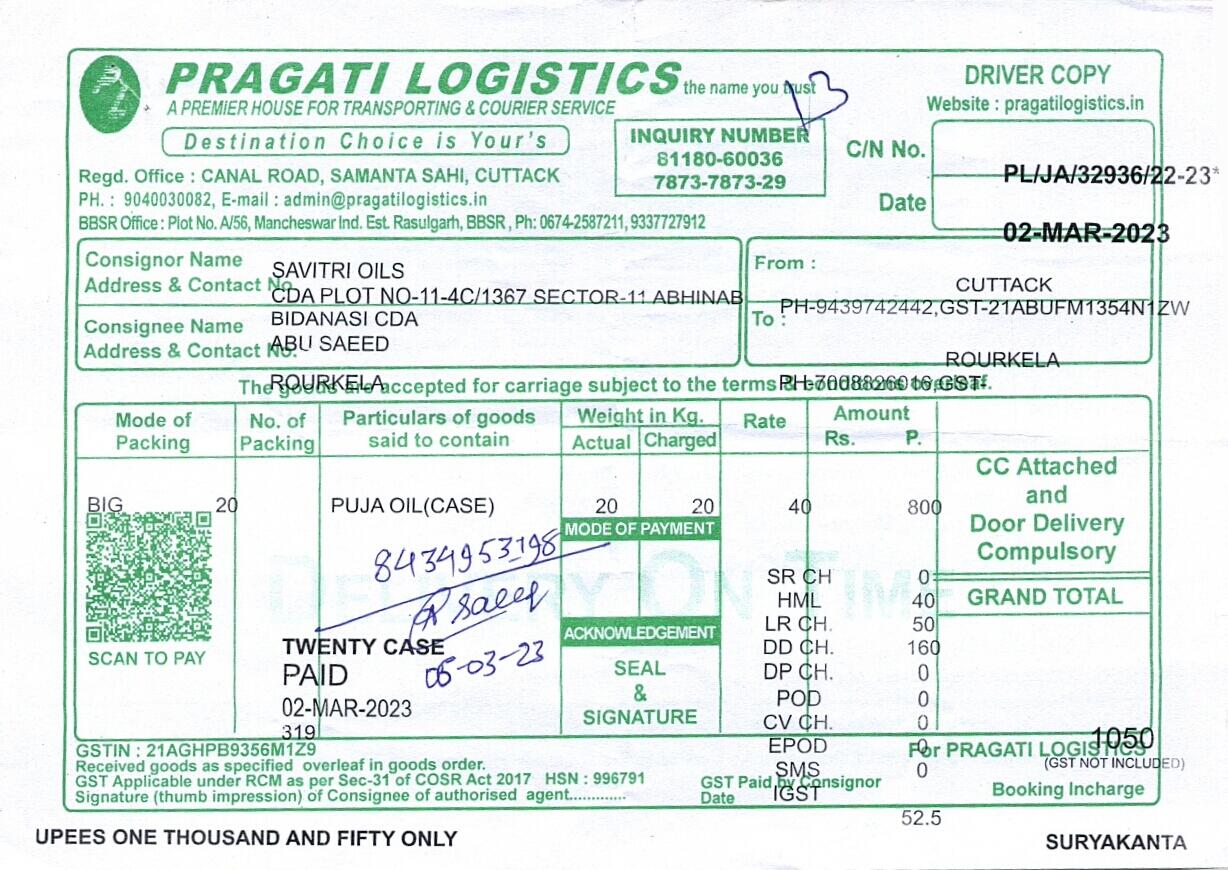 PRAGATI LOGISTICS the name you trust
A PREMIER HOUSE FOR TRANSPORTING & COURIER SERVICE
Destination Choice is Your's
DRIVER COPY
Website : pragatilogistics.in
INQUIRY NUMBER
81180-60036
7873-7873-29
C/N No.
PL/JA/32936/22-23*
Date
02-MAR-2023
Regd. Office : CANAL ROAD, SAMANTA SAHI, CUTTACK
PH. : 9040030082, E-mail : admin@pragatilogistics.in
BBSR Office : Plot No. A/56, Mancheswar Ind. Est. Rasulgarh, BBSR , Ph: 0674-2587211, 9337727912
Consignor Name
Address & Contact No.
SAVITRI OILS
CDA PLOT NO-11-4C/1367 SECTOR-11 ABHINAB
BIDANASI CDA
From :
CUTTACK
PH-9439742442,GST-21ABUFM1354N1ZW
Consignee Name
Address & Contact No.
ABU SAEED
ROURKELA
To :
ROURKELA
PH-7008826016,GST-
The goods are accepted for carriage subject to the terms & conditions overleaf.
Mode of Packing
No. of Packing
Particulars of goods said to contain
Weight in Kg.
Actual Charged
Rate
Amount
Rs. P.
BIG 20 PUJA OIL(CASE) 20 20 40 800
CC Attached
and
Door Delivery
Compulsory
MODE OF PAYMENT
8434953198
DELIVERY ON TIME
SR CH 0
HML 40
LR CH. 50
DD CH. 160
DP CH. 0
POD 0
CV CH. 0
EPOD 0
SMS 0
IGST 52.5
GRAND TOTAL
1050
(GST NOT INCLUDED)
SCAN TO PAY
TWENTY CASE
PAID
02-MAR-2023
319
saeed
05-03-23
ACKNOWLEDGEMENT
SEAL
&
SIGNATURE
GSTIN : 21AGHPB9356M1Z9
Received goods as specified overleaf in goods order.
GST Applicable under RCM as per Sec-31 of COSR Act 2017 HSN : 996791
Signature (thumb impression) of Consignee of authorised agent.............
GST Paid by Consignor
Date
For PRAGATI LOGISTICS
Booking Incharge
UPEES ONE THOUSAND AND FIFTY ONLY
SURYAKANTA